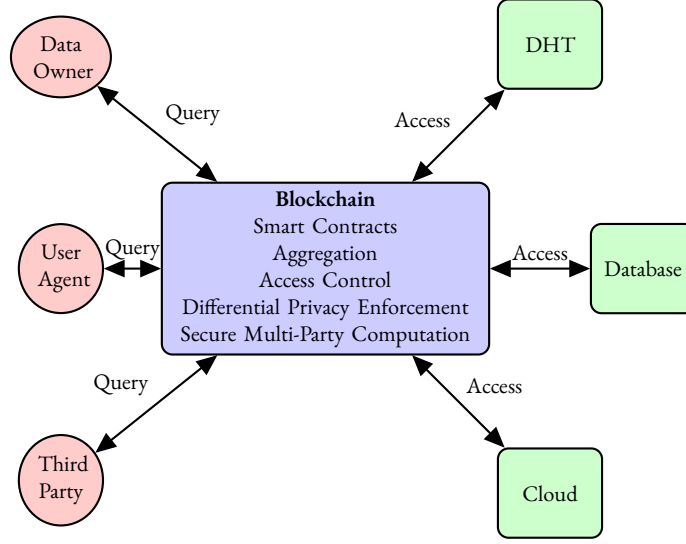 Data
Owner
DHT
Query
Access
Blockchain
Smart Contracts
Aggregation
Access Control
Differential Privacy Enforcement
Secure Multi-Party Computation
User
Agent
Query
Access
Database
Query
Access
Third
Party
Cloud